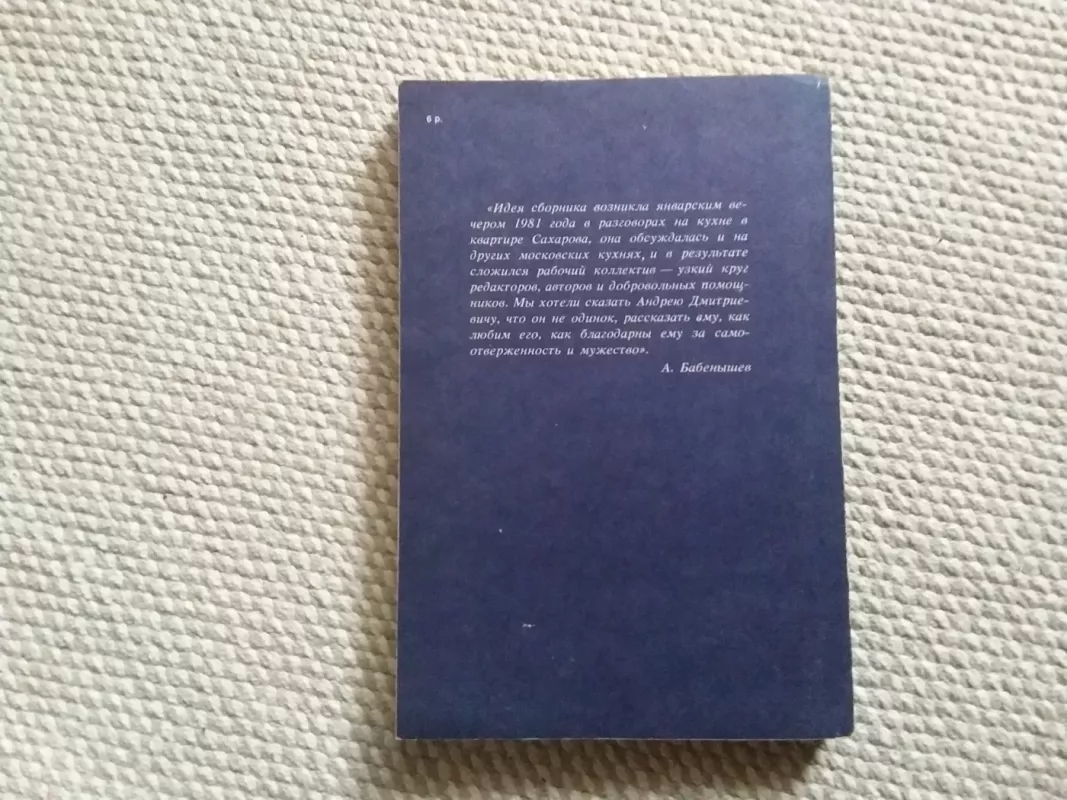 6 р.
«Идея сборника возникла январским ве-
чером 1981 года в разговорах на кухне в
квартире Сахарова, она обсуждалась и на
других московских кухнях, и в результате
сложился рабочий коллектив — узкий круг
редакторов, авторов и добровольных помощ-
ников. Мы хотели сказать Андрею Дмитрие-
вичу, что он не одинок, рассказать ему, как
любим его, как благодарны ему за само-
отверженность и мужество».
А. Бабенышев